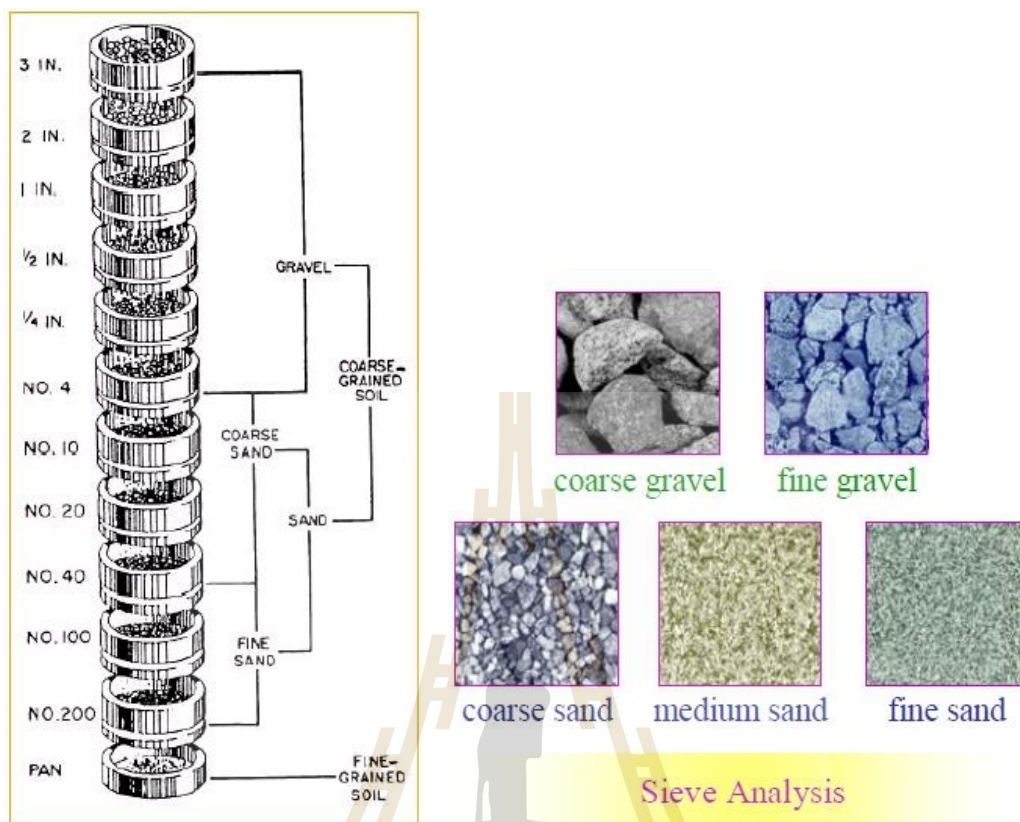 3 IN.
2 IN.
1 IN.
1/2 IN.
1/4 IN.
NO. 4
NO. 10
NO. 20
NO. 40
NO. 100
NO. 200
PAN
GRAVEL
COARSE-
GRAINED
SOIL
COARSE
SAND
SAND
FINE
SAND
FINE-
GRAINED
SOIL
coarse gravel
fine gravel
coarse sand
medium sand
fine sand
Sieve Analysis